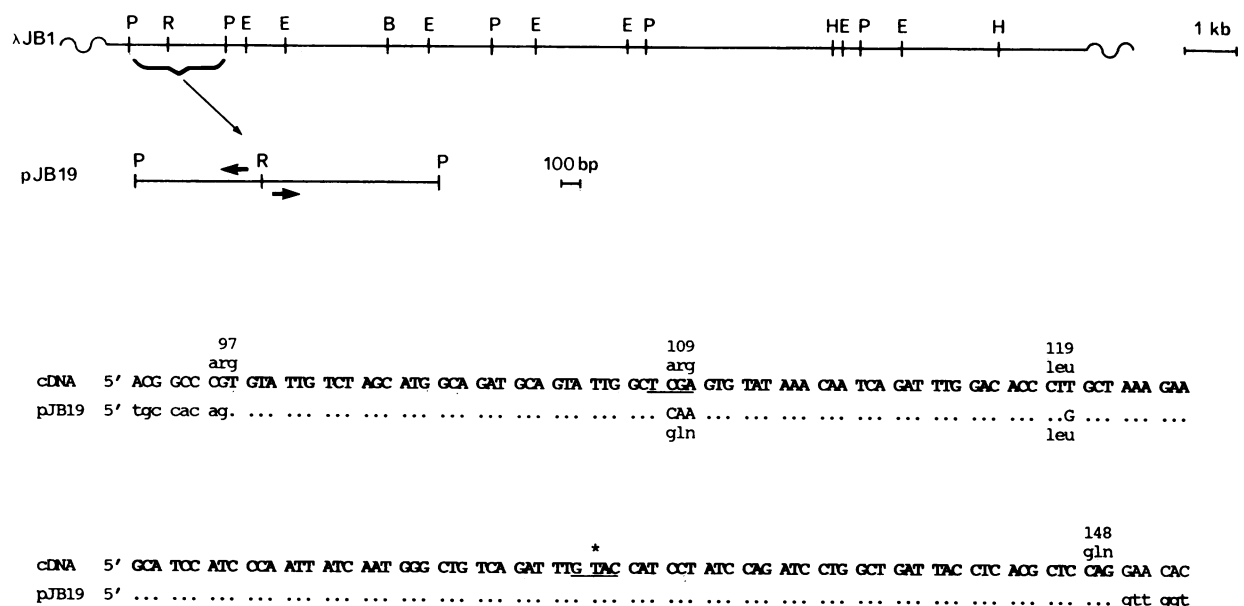 P R P E E B E P E E P H E P E H 1 kb
λJB1
P R P
100 bp
pJB19
97 109 119
arg arg leu
cDNA 5' ACG GCC CGT GTA TTG TCT AGC ATG GCA GAT GCA GTA TTG GCT CGA GTG TAT AAA CAA TCA GAT TTG GAC ACC CTT GCT AAA GAA
pJB19 5' tgc cac ag. ... ... ... ... ... ... ... ... ... ... ... CAA ... ... ... ... ... ... ... ... ... ..G ... ... ...
gln leu
* 148
gln
cDNA 5' GCA TCC ATC CCA ATT ATC AAT GGG CTG TCA GAT TTG TAC CAT CCT ATC CAG ATC CTG GCT GAT TAC CTC ACG CTC CAG GAA CAC
pJB19 5' ... ... ... ... ... ... ... ... ... ... ... ... ... ... ... ... ... ... ... ... ... ... ... ... ... ... gtt ggt